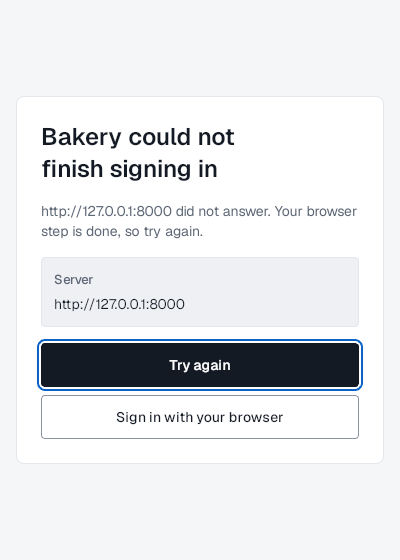 Bakery could not
finish signing in
http://127.0.0.1:8000 did not answer. Your browser
step is done, so try again.
Server
http://127.0.0.1:8000
Try again
Sign in with your browser